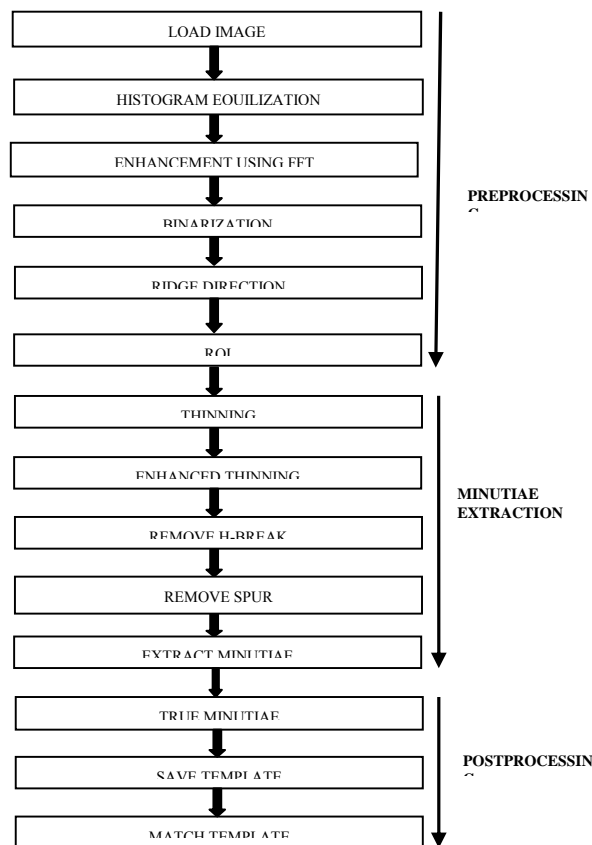 LOAD IMAGE
HISTOGRAM EQUILIZATION
ENHANCEMENT USING FFT
BINARIZATION
RIDGE DIRECTION
ROI
THINNING
ENHANCED THINNING
REMOVE H-BREAK
REMOVE SPUR
EXTRACT MINUTIAE
TRUE MINUTIAE
SAVE TEMPLATE
MATCH TEMPLATE
PREPROCESSIN
G
MINUTIAE
EXTRACTION
POSTPROCESSIN
G